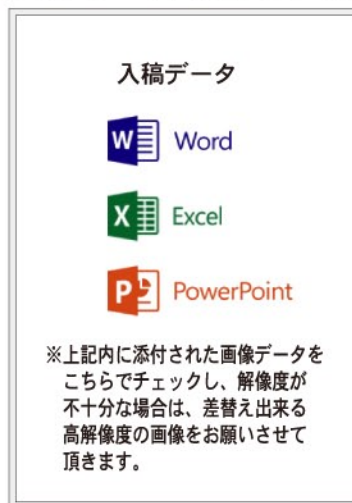 入稿データ
W Word
X Excel
P PowerPoint
※上記内に添付された画像データを
こちらでチェックし、解像度が
不十分な場合は、差替え出来る
高解像度の画像をお願いさせて
頂きます。